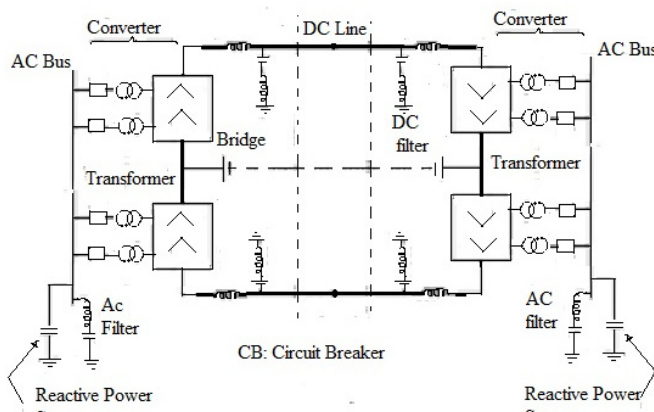 Converter
DC Line
Converter
AC Bus
AC Bus
Bridge
DC
filter
Transformer
Transformer
Ac
Filter
AC
filter
CB: Circuit Breaker
Reactive Power
Reactive Power